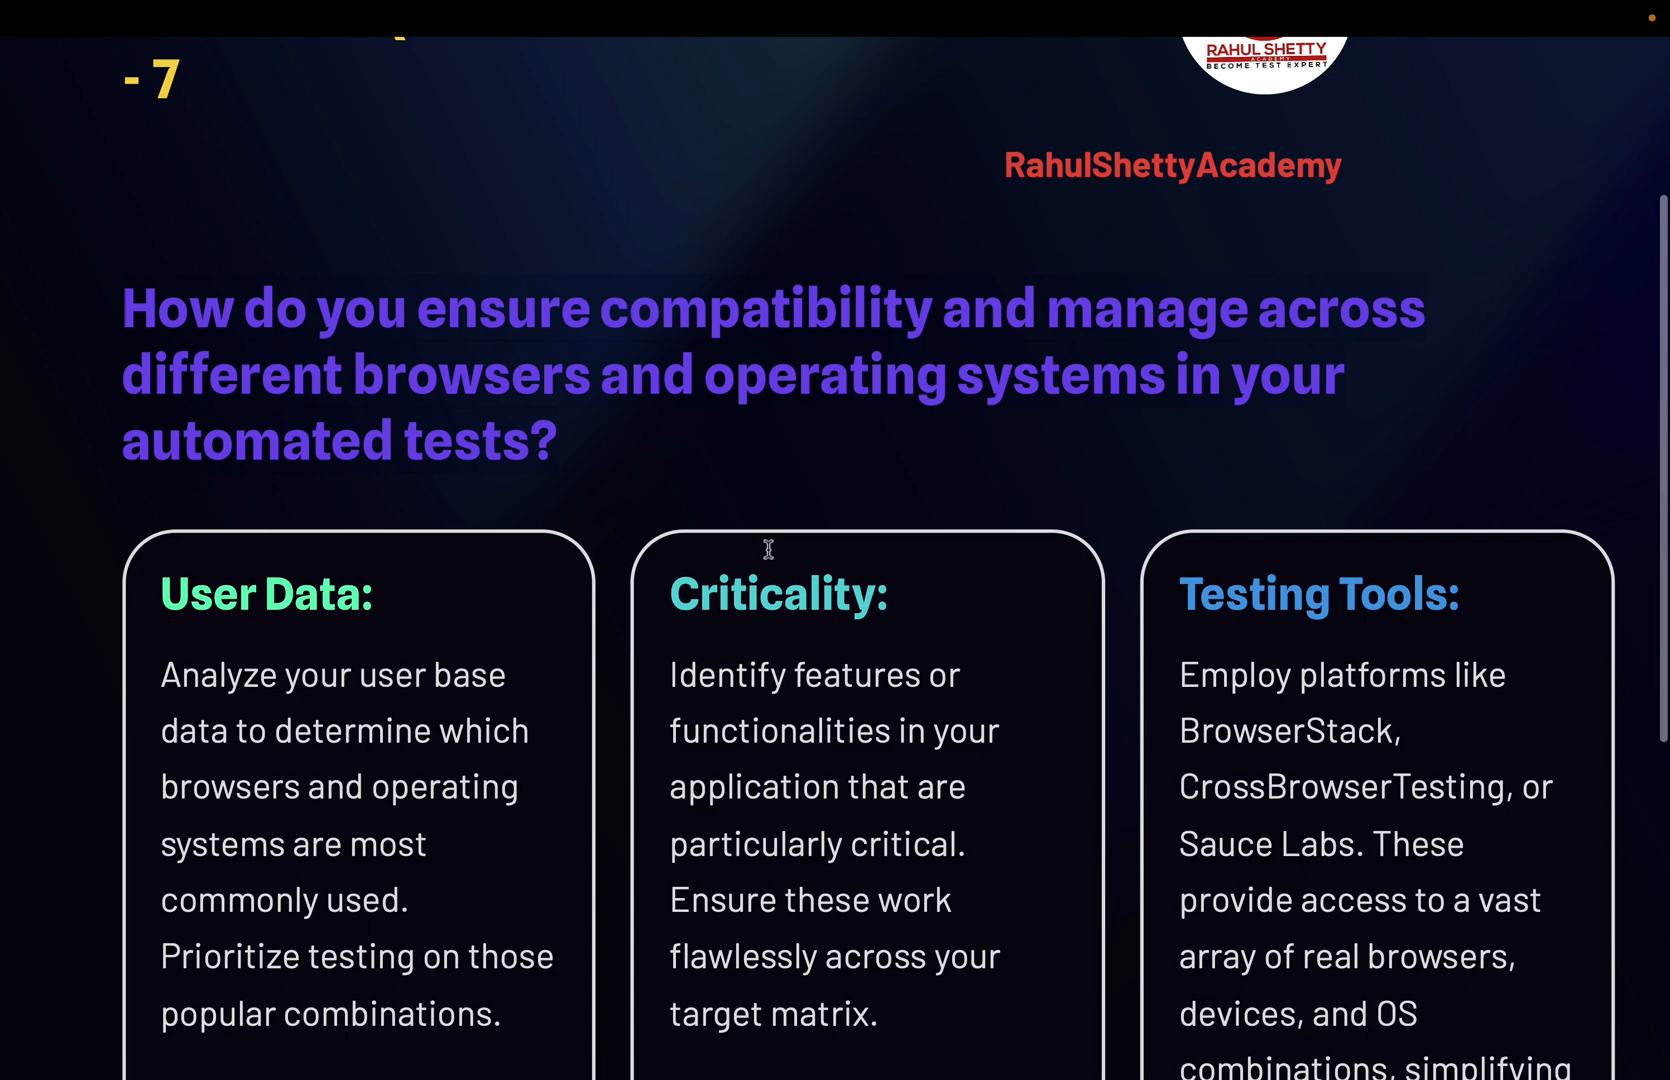 - 7
RAHUL SHETTY
ACADEMY
BECOME TEST EXPERT
RahulShettyAcademy
How do you ensure compatibility and manage across
different browsers and operating systems in your
automated tests?
User Data:
Analyze your user base
data to determine which
browsers and operating
systems are most
commonly used.
Prioritize testing on those
popular combinations.
Criticality:
Identify features or
functionalities in your
application that are
particularly critical.
Ensure these work
flawlessly across your
target matrix.
Testing Tools:
Employ platforms like
BrowserStack,
CrossBrowserTesting, or
Sauce Labs. These
provide access to a vast
array of real browsers,
devices, and OS
combinations, simplifying